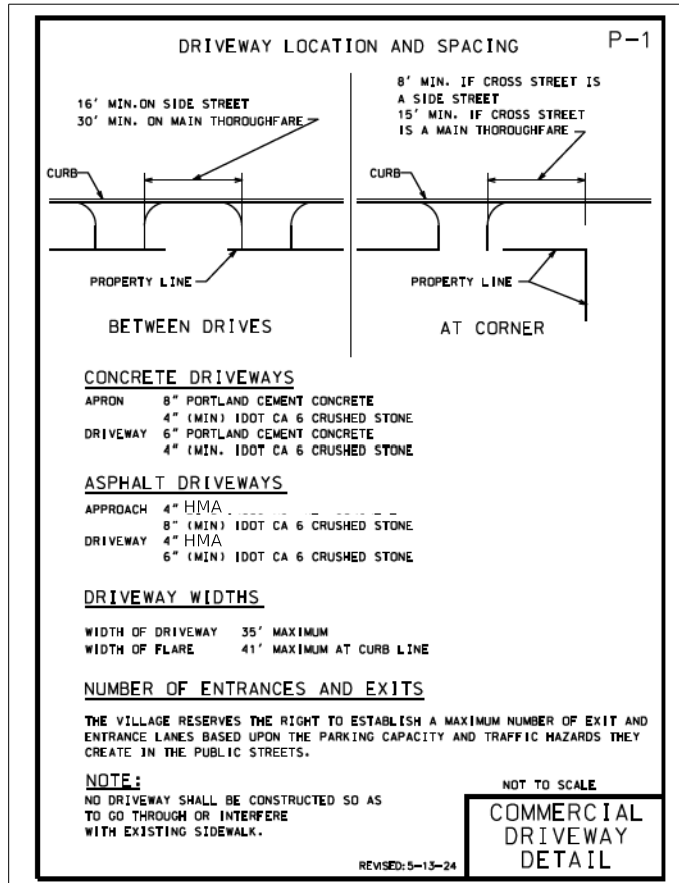 DRIVEWAY LOCATION AND SPACING
P-1
16' MIN.ON SIDE STREET
30' MIN. ON MAIN THOROUGHFARE
8' MIN. IF CROSS STREET IS
A SIDE STREET
15' MIN. IF CROSS STREET
IS A MAIN THOROUGHFARE
CURB
CURB
PROPERTY LINE
PROPERTY LINE
BETWEEN DRIVES
AT CORNER
CONCRETE DRIVEWAYS
APRON 8" PORTLAND CEMENT CONCRETE
4" (MIN) IDOT CA 6 CRUSHED STONE
DRIVEWAY 6" PORTLAND CEMENT CONCRETE
4" (MIN. IDOT CA 6 CRUSHED STONE
ASPHALT DRIVEWAYS
APPROACH 4" HMA
8" (MIN) IDOT CA 6 CRUSHED STONE
DRIVEWAY 4" HMA
6" (MIN) IDOT CA 6 CRUSHED STONE
DRIVEWAY WIDTHS
WIDTH OF DRIVEWAY 35' MAXIMUM
WIDTH OF FLARE 41' MAXIMUM AT CURB LINE
NUMBER OF ENTRANCES AND EXITS
THE VILLAGE RESERVES THE RIGHT TO ESTABLISH A MAXIMUM NUMBER OF EXIT AND
ENTRANCE LANES BASED UPON THE PARKING CAPACITY AND TRAFFIC HAZARDS THEY
CREATE IN THE PUBLIC STREETS.
NOTE:
NO DRIVEWAY SHALL BE CONSTRUCTED SO AS
TO GO THROUGH OR INTERFERE
WITH EXISTING SIDEWALK.
REVISED:5-13-24
NOT TO SCALE
COMMERCIAL
DRIVEWAY
DETAIL